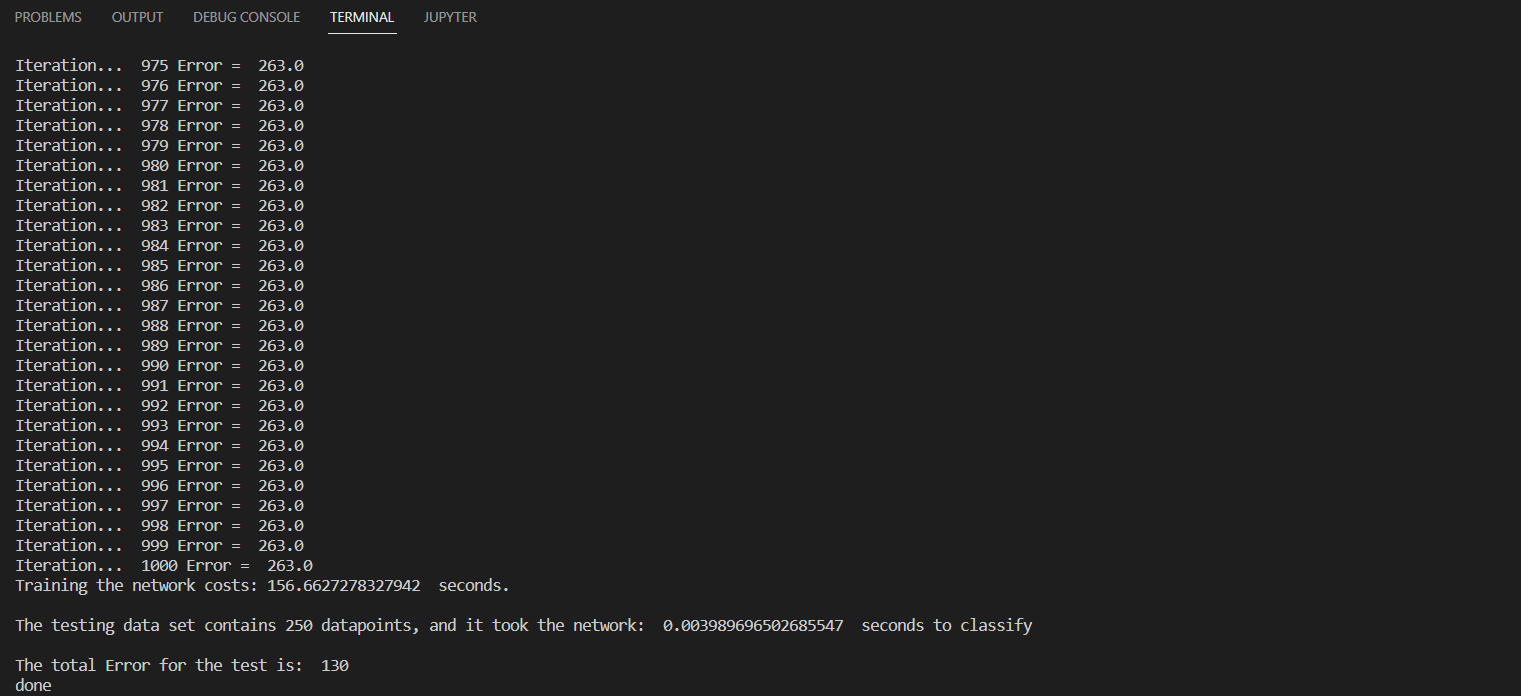 PROBLEMS OUTPUT DEBUG CONSOLE TERMINAL JUPYTER
Iteration...  975 Error =  263.0
Iteration...  976 Error =  263.0
Iteration...  977 Error =  263.0
Iteration...  978 Error =  263.0
Iteration...  979 Error =  263.0
Iteration...  980 Error =  263.0
Iteration...  981 Error =  263.0
Iteration...  982 Error =  263.0
Iteration...  983 Error =  263.0
Iteration...  984 Error =  263.0
Iteration...  985 Error =  263.0
Iteration...  986 Error =  263.0
Iteration...  987 Error =  263.0
Iteration...  988 Error =  263.0
Iteration...  989 Error =  263.0
Iteration...  990 Error =  263.0
Iteration...  991 Error =  263.0
Iteration...  992 Error =  263.0
Iteration...  993 Error =  263.0
Iteration...  994 Error =  263.0
Iteration...  995 Error =  263.0
Iteration...  996 Error =  263.0
Iteration...  997 Error =  263.0
Iteration...  998 Error =  263.0
Iteration...  999 Error =  263.0
Iteration...  1000 Error =  263.0
Training the network costs: 156.6627278327942  seconds.
The testing data set contains 250 datapoints, and it took the network:  0.003989696502685547  seconds to classify
The total Error for the test is:  130
done